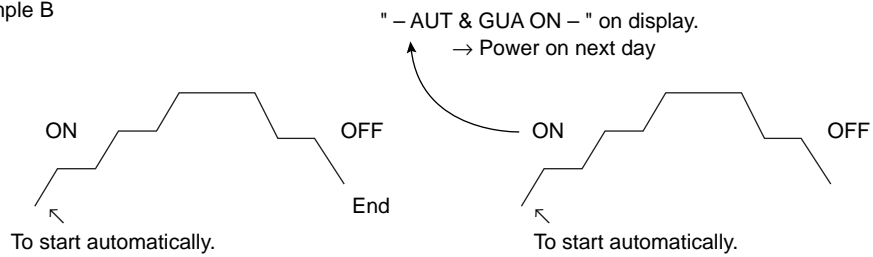 mple B
" – AUT & GUA ON – " on display.
→ Power on next day
ON
OFF
ON
OFF
End
To start automatically.
To start automatically.